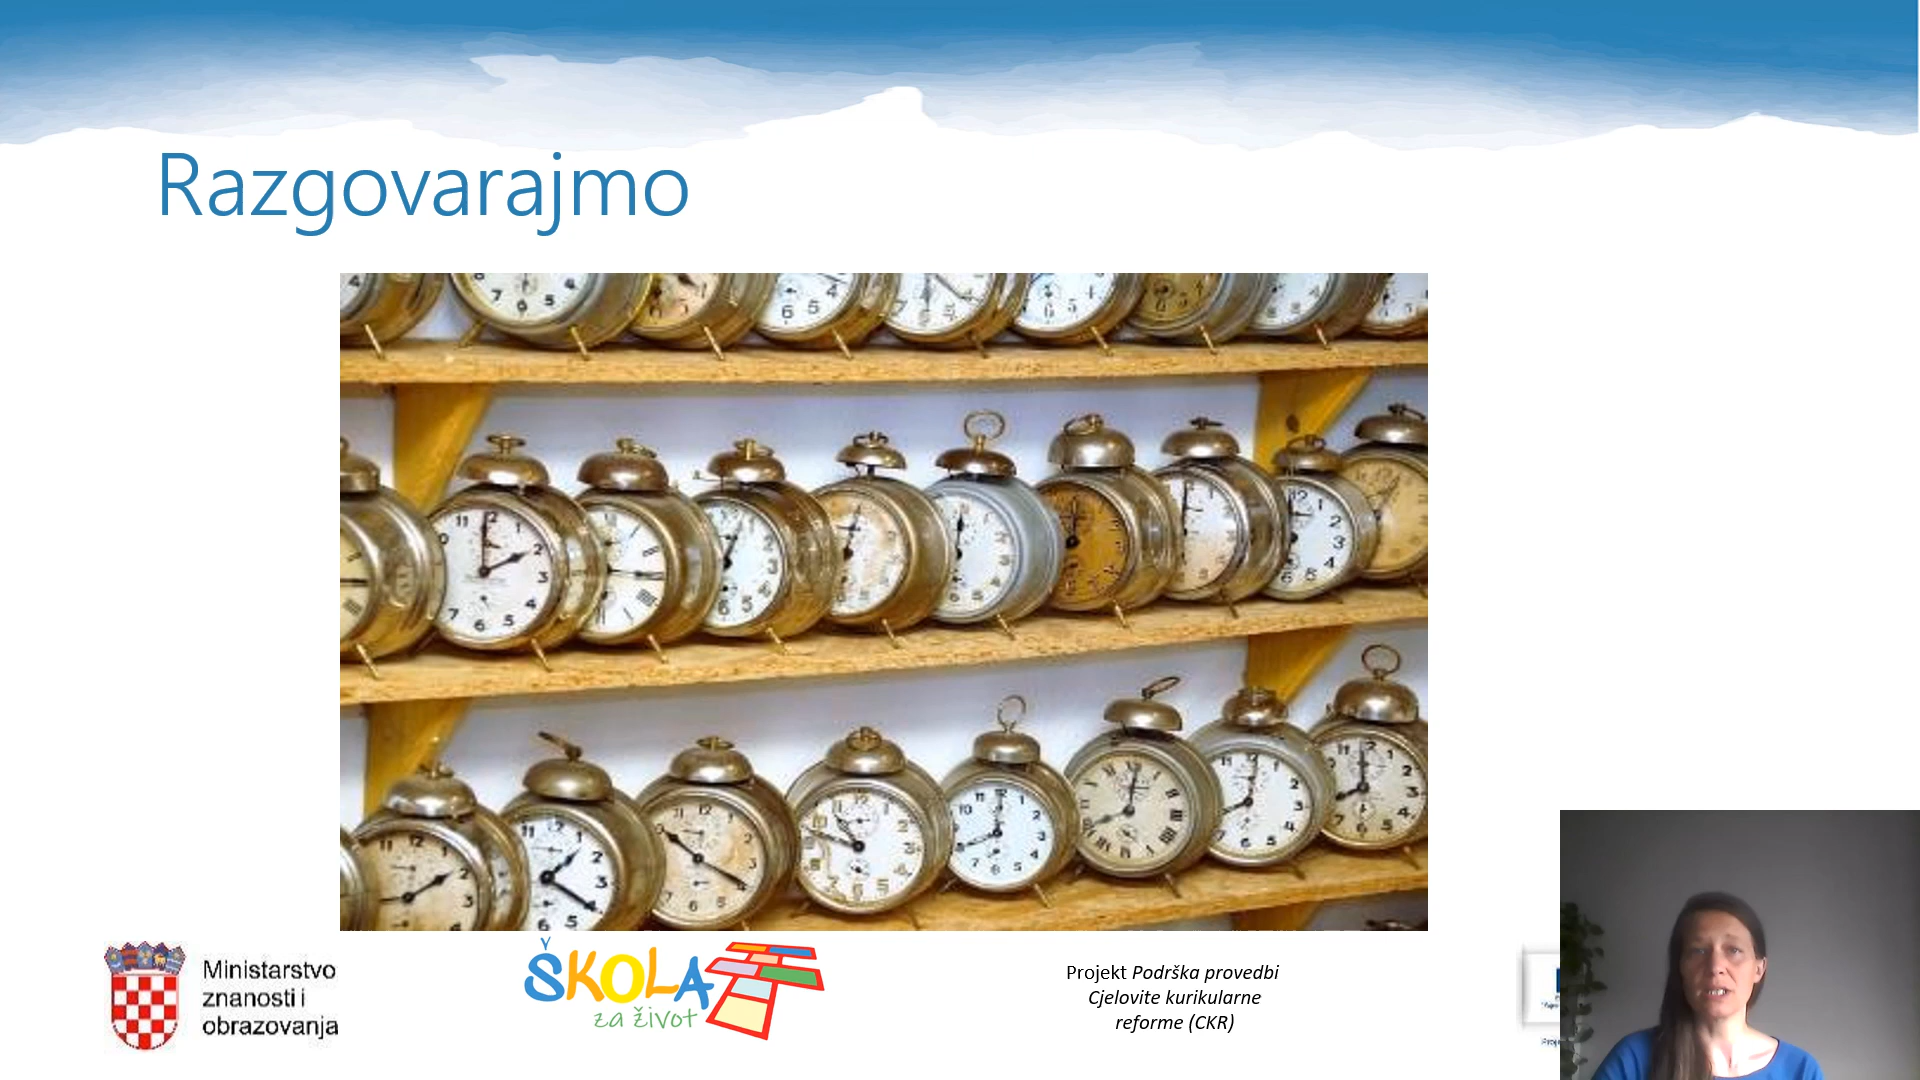 Razgovarajmo
Ministarstvo
znanosti i
obrazovanja
ŠKOLA
za život
Projekt Podrška provedbi
Cjelovite kurikularne
reforme (CKR)